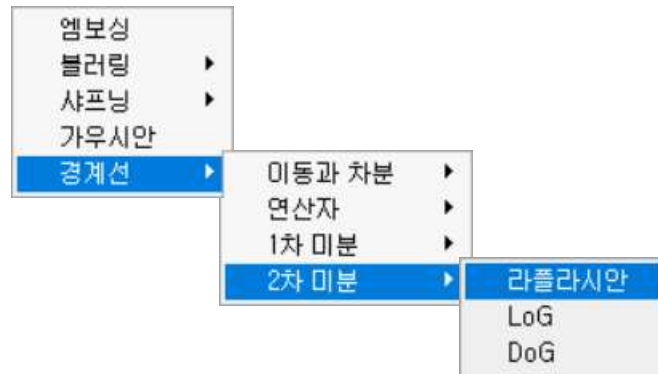 엠보싱
블러링
샤프닝
가우시안
경계선
이동과 차분
연산자
1차 미분
2차 미분
라플라시안
LoG
DoG